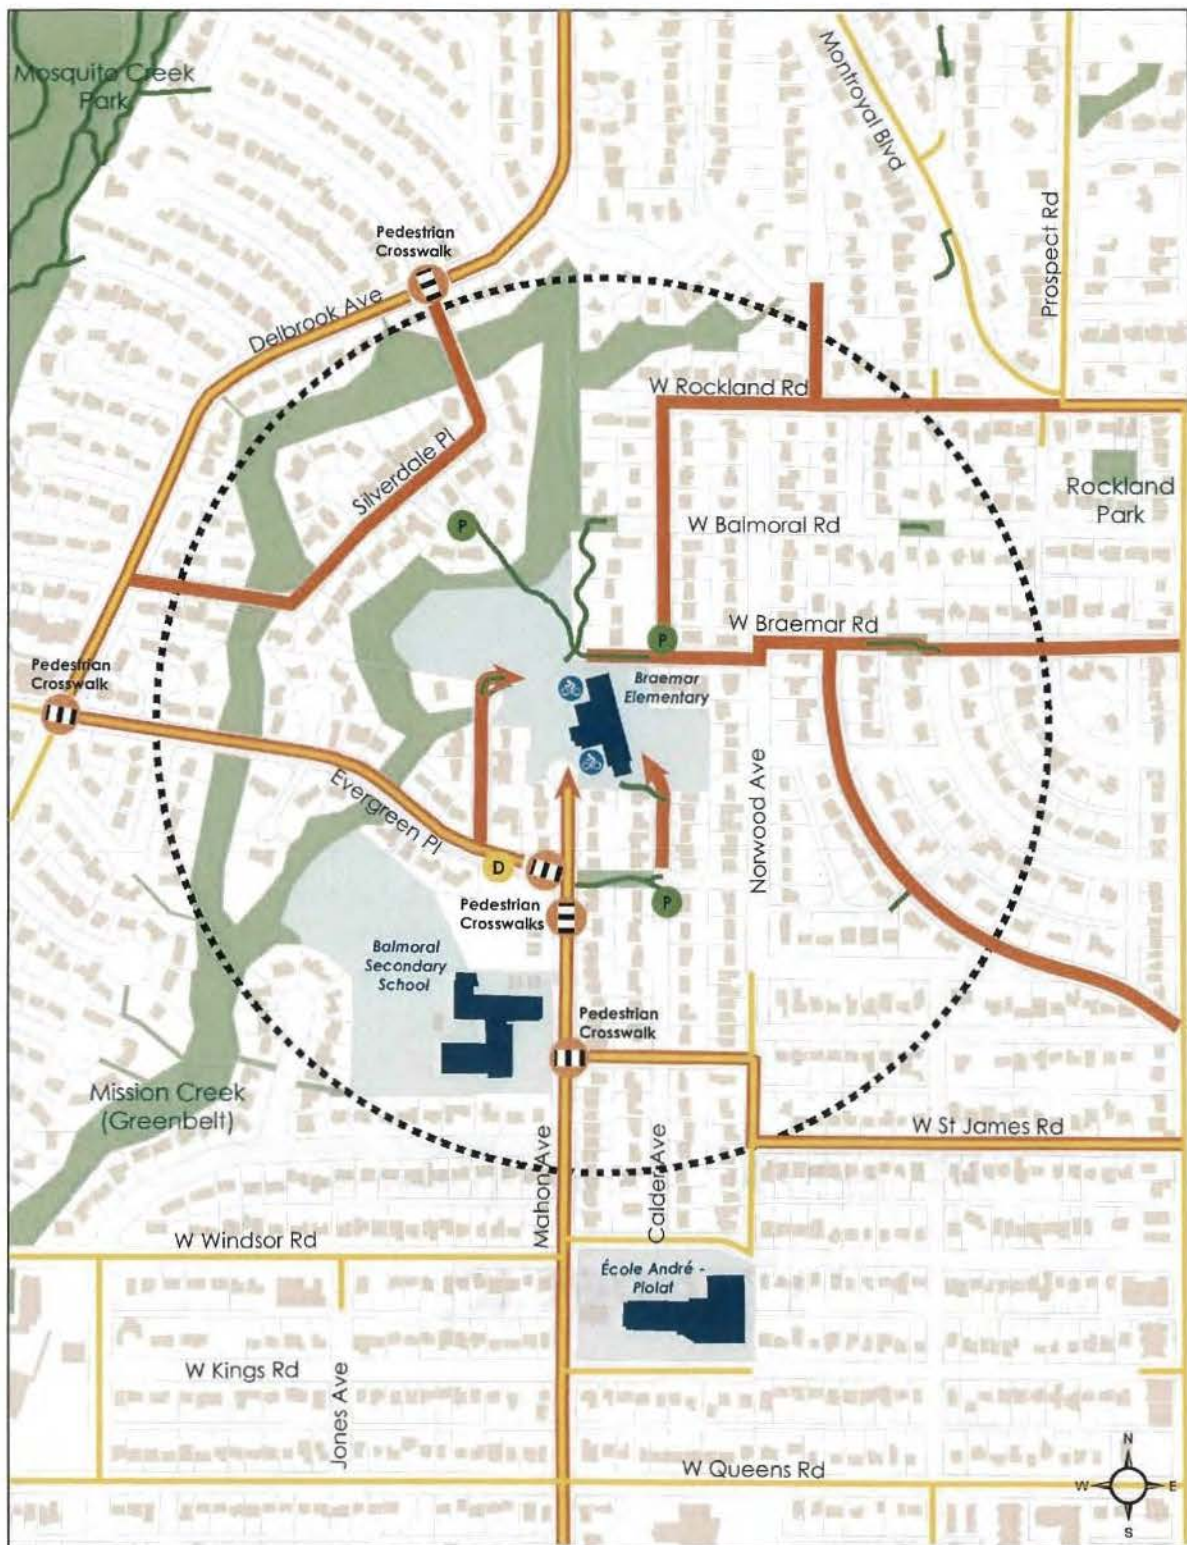 Mosquito Creek
Park
Montroyal Blvd
Prospect Rd
Pedestrian
Crosswalk
Delbrook Ave
W Rockland Rd
Silverdale Pl
Rockland
Park
P
W Balmoral Rd
W Braemar Rd
P
Pedestrian
Crosswalk
Braemar
Elementary
Evergreen Pl
Norwood Ave
D
P
Pedestrian
Crosswalks
Balmoral
Secondary
School
Pedestrian
Crosswalk
Mission Creek
(Greenbelt)
W St James Rd
Mahon Ave
Calder Ave
W Windsor Rd
École André -
Piolat
W Kings Rd
Jones Ave
W Queens Rd
N
W
E
S